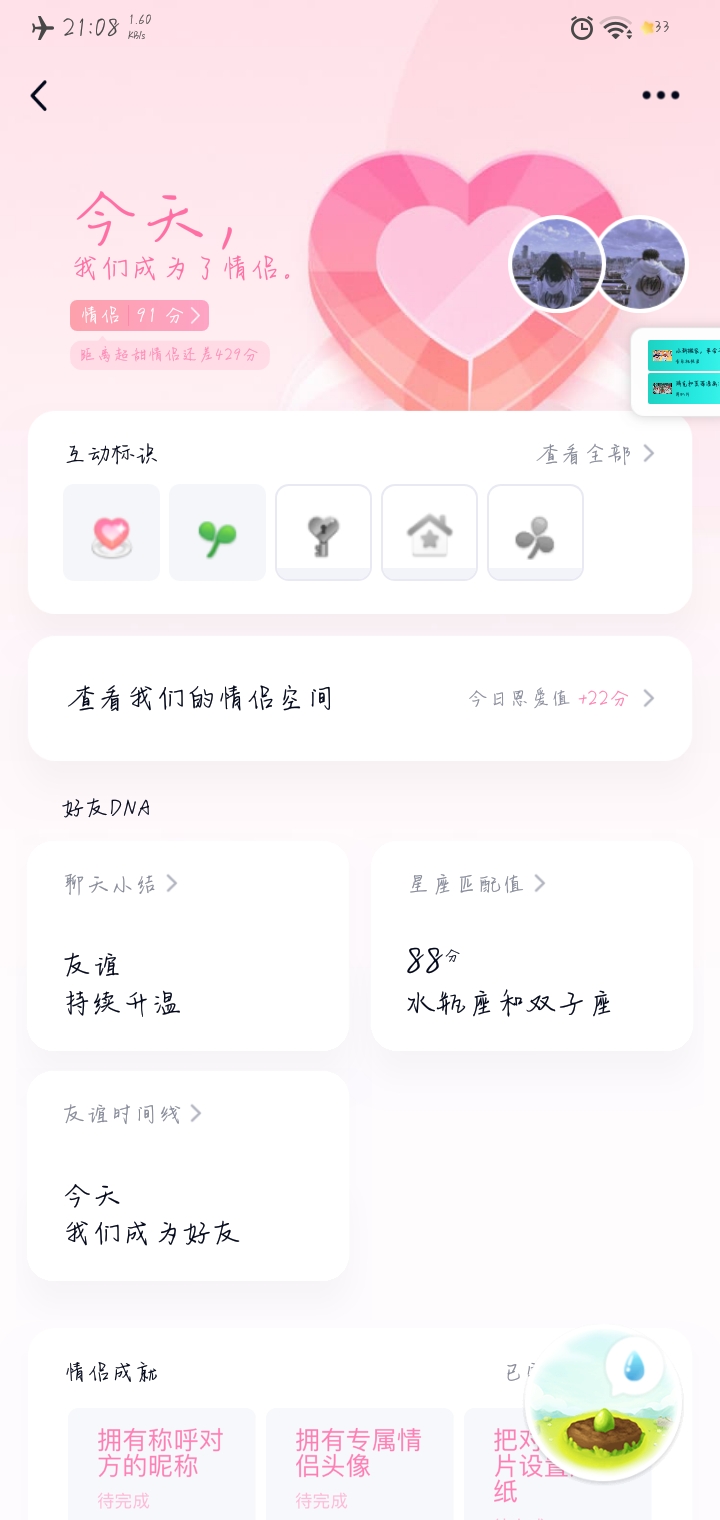 21:08 1.60 KB/s 33
今天，
我们成为了情侣。
情侣 91 分
距离超甜情侣还差429分
互动标识 查看全部
查看我们的情侣空间 今日恩爱值 +22分
好友DNA
聊天小结 星座匹配值
友谊 88分
持续升温 水瓶座和双子座
友谊时间线
今天
我们成为好友
情侣成就 已
拥有称呼对 拥有专属情 把对
方的昵称 侣头像 片设置
纸
待完成 待完成